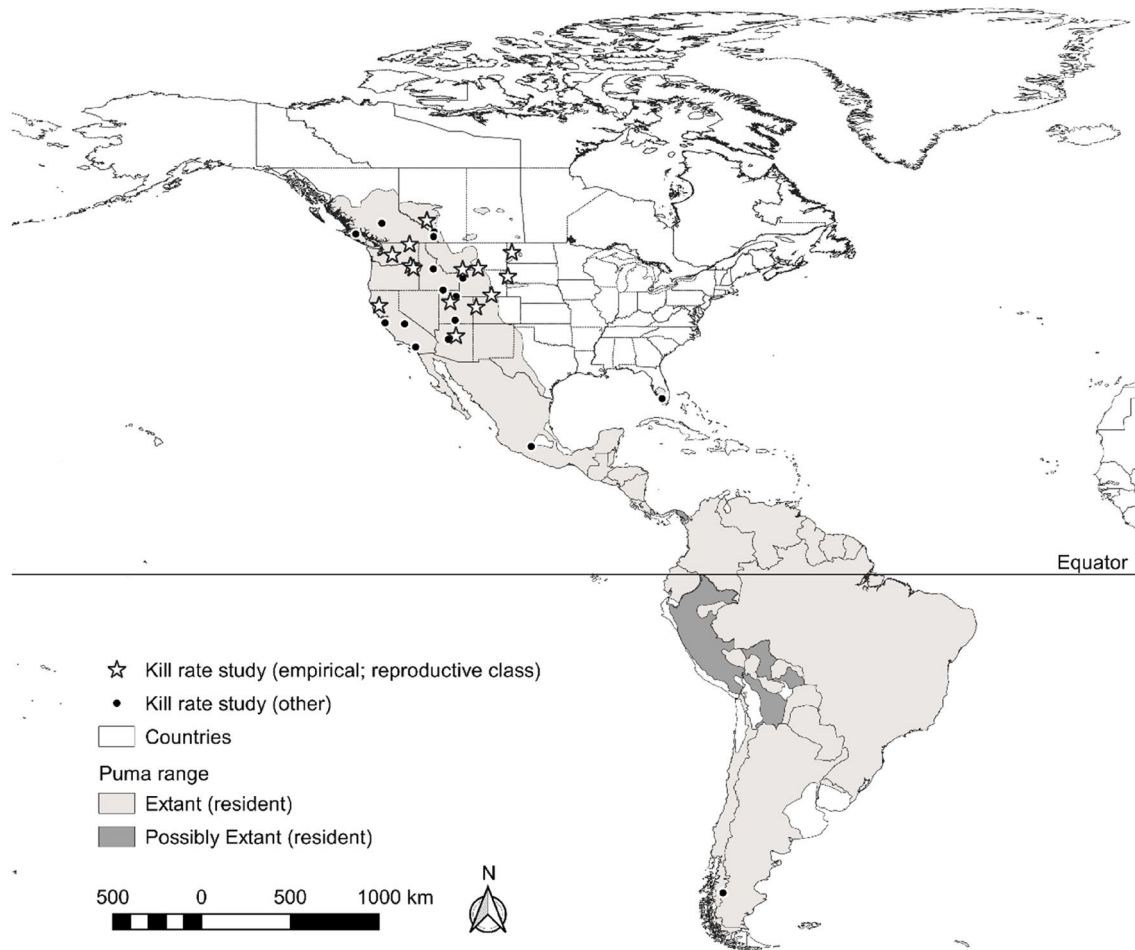 Equator
Kill rate study (empirical; reproductive class)
Kill rate study (other)
Countries
Puma range
Extant (resident)
Possibly Extant (resident)
500 0 500 1000 km
N